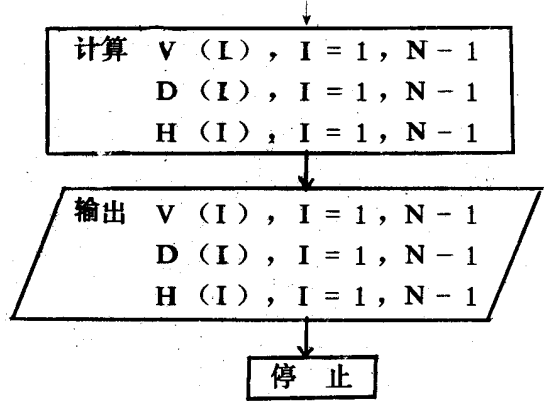 计算 V（I），I = 1，N - 1
D（I），I = 1，N - 1
H（I），I = 1，N - 1
输出 V（I），I = 1，N - 1
D（I），I = 1，N - 1
H（I），I = 1，N - 1
停 止